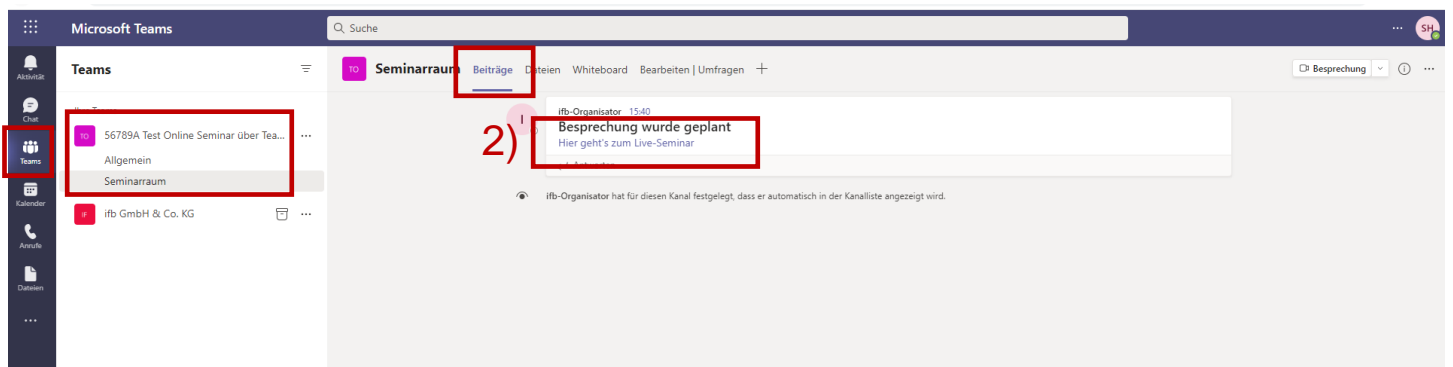 Microsoft Teams
Suche
SH
Aktivität
Chat
Teams
Kalender
Anrufe
Dateien
Teams
TO
56789A Test Online Seminar über Tea...
Allgemein
Seminarraum
IF
ifb GmbH & Co. KG
TO Seminarraum Beiträge Dateien Whiteboard Bearbeiten | Umfragen
Besprechung
I
ifb-Organisator 15:40
2)
Besprechung wurde geplant
Hier geht's zum Live-Seminar
ifb-Organisator hat für diesen Kanal festgelegt, dass er automatisch in der Kanalliste angezeigt wird.